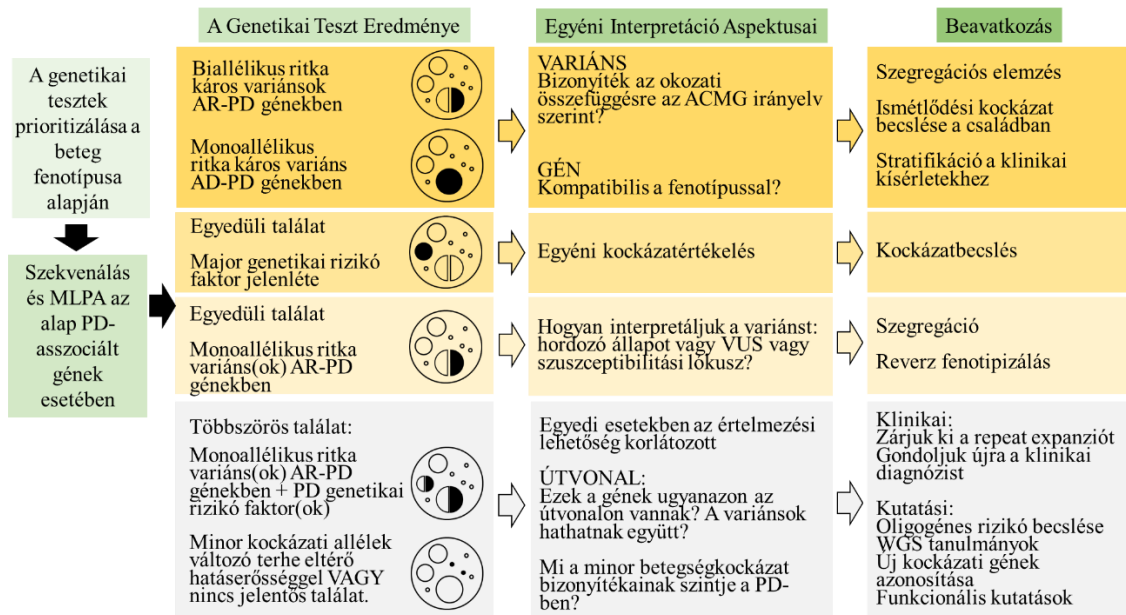 A Genetikai Teszt Eredménye
Egyéni Interpretáció Aspektusai
Beavatkozás
A genetikai
tesztek
prioritizálása a
beteg
fenotípusa
alapján
Szekvenálás
és MLPA az
alap PD-
asszociált
gének
esetében
Biallélikus ritka
káros variánsok
AR-PD génekben
Monoallélikus
ritka káros variáns
AD-PD génekben
VARIÁNS
Bizonyíték az okozati
összefüggésre az ACMG irányelv
szerint?
GÉN
Kompatibilis a fenotípussal?
Szegregációs elemzés
Ismétlődési kockázat
becslése a családban
Stratifikáció a klinikai
kísérletekhez
Egyedüli találat
Major genetikai rizikó
faktor jelenléte
Egyéni kockázatértékelés
Kockázatbecslés
Egyedüli találat
Monoallélikus ritka
variáns(ok) AR-PD
génekben
Hogyan interpretáljuk a variánst:
hordozó állapot vagy VUS vagy
szuszceptibilitási lókusz?
Szegregáció
Reverz fenotipizálás
Többszörös találat:
Monoallélikus ritka
variáns(ok) AR-PD
génekben + PD genetikai
rizikó faktor(ok)
Minor kockázati allélek
változó terhe eltérő
hatáserősséggel VAGY
nincs jelentős találat.
Egyedi esetekben az értelmezési
lehetőség korlátozott
ÚTVONAL:
Ezek a gének ugyanazon az
útvonalon vannak? A variánsok
hathatnak együtt?
Mi a minor betegségkockázat
bizonyítékainak szintje a PD-
ben?
Klinikai:
Zárjuk ki a repeat expanziót
Gondoljuk újra a klinikai
diagnózist
Kutatási:
Oligogénes rizikó becslése
WGS tanulmányok
Új kockázati gének
azonosítása
Funkcionális kutatások